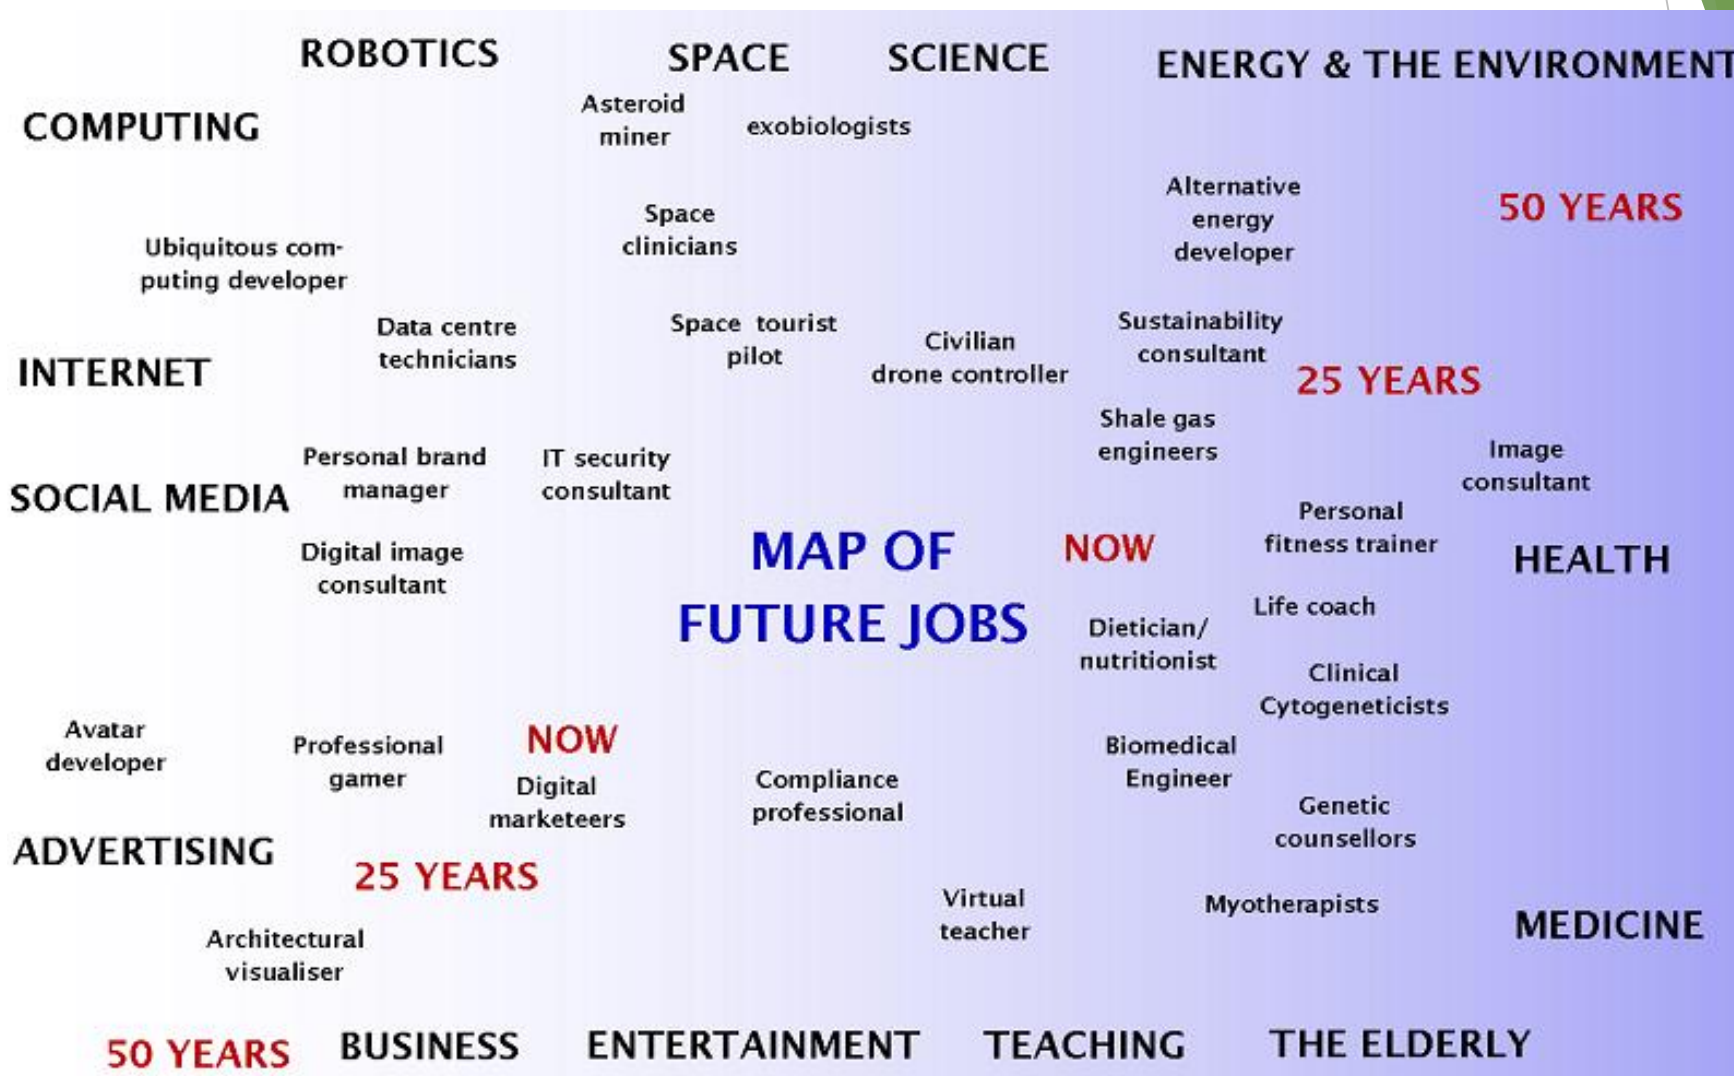 ROBOTICS
SPACE
SCIENCE
ENERGY & THE ENVIRONMENT
COMPUTING
Asteroid
miner
exobiologists
Alternative
energy
developer
50 YEARS
Space
clinicians
Ubiquitous com-
puting developer
Data centre
technicians
Space tourist
pilot
Civilian
drone controller
Sustainability
consultant
INTERNET
25 YEARS
Shale gas
engineers
Image
consultant
Personal brand
manager
IT security
consultant
SOCIAL MEDIA
Personal
fitness trainer
Digital image
consultant
MAP OF
FUTURE JOBS
NOW
HEALTH
Life coach
Dietician/
nutritionist
Clinical
Cytogeneticists
Avatar
developer
Professional
gamer
NOW
Digital
marketeers
Compliance
professional
Biomedical
Engineer
Genetic
counsellors
ADVERTISING
25 YEARS
Virtual
teacher
Myotherapists
MEDICINE
Architectural
visualiser
50 YEARS
BUSINESS
ENTERTAINMENT
TEACHING
THE ELDERLY